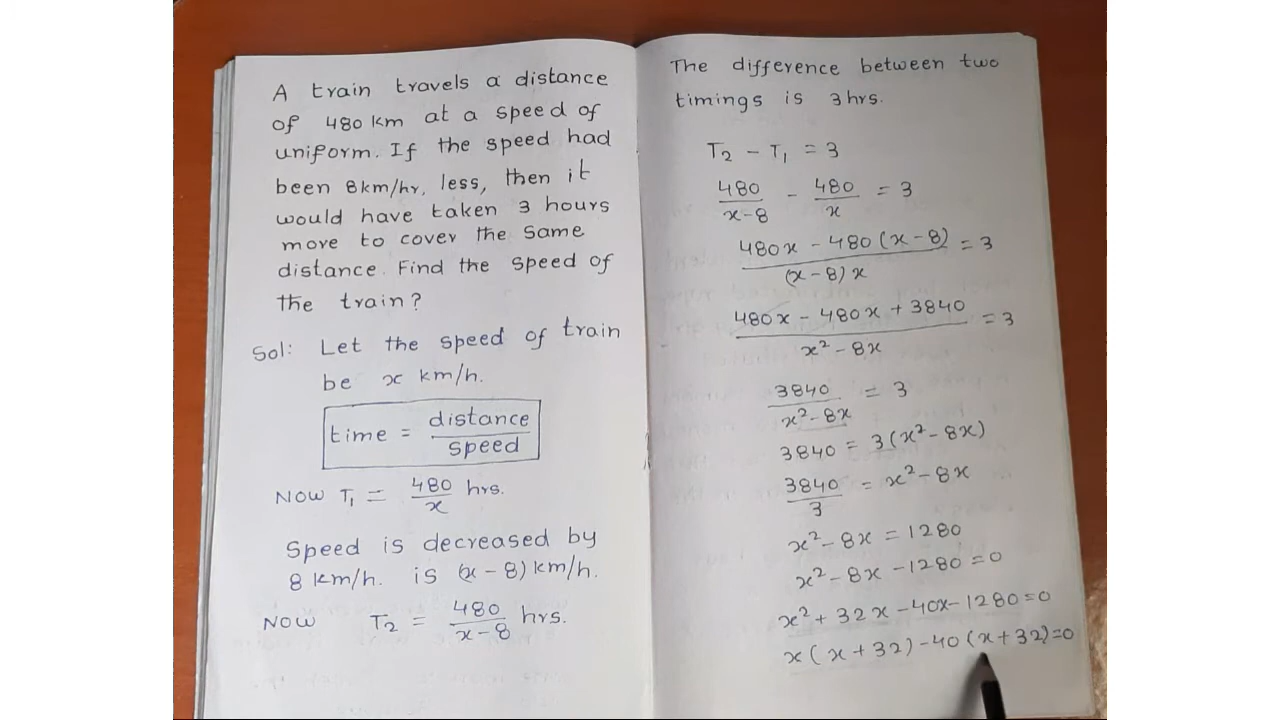 A train travels a distance
of 480 km at a speed of
uniform. If the speed had
been 8km/hr, less, then it
would have taken 3 hours
move to cover the same
distance. Find the speed of
the train?
Sol: Let the speed of train
be x km/h.
time = distance/speed
Now T₁ = 480/x hrs.
Speed is decreased by
8 km/h. is (x - 8) km/h.
Now T₂ = 480/x-8 hrs.
The difference between two
timings is 3 hrs.
T₂ - T₁ = 3
480/x-8 - 480/x = 3
480x - 480(x-8)/(x-8)x = 3
480x - 480x + 3840/x² - 8x = 3
3840/x² - 8x = 3
3840 = 3(x² - 8x)
3840/3 = x² - 8x
x² - 8x = 1280
x² - 8x - 1280 = 0
x² + 32x - 40x - 1280 = 0
x(x + 32) - 40(x + 32) = 0